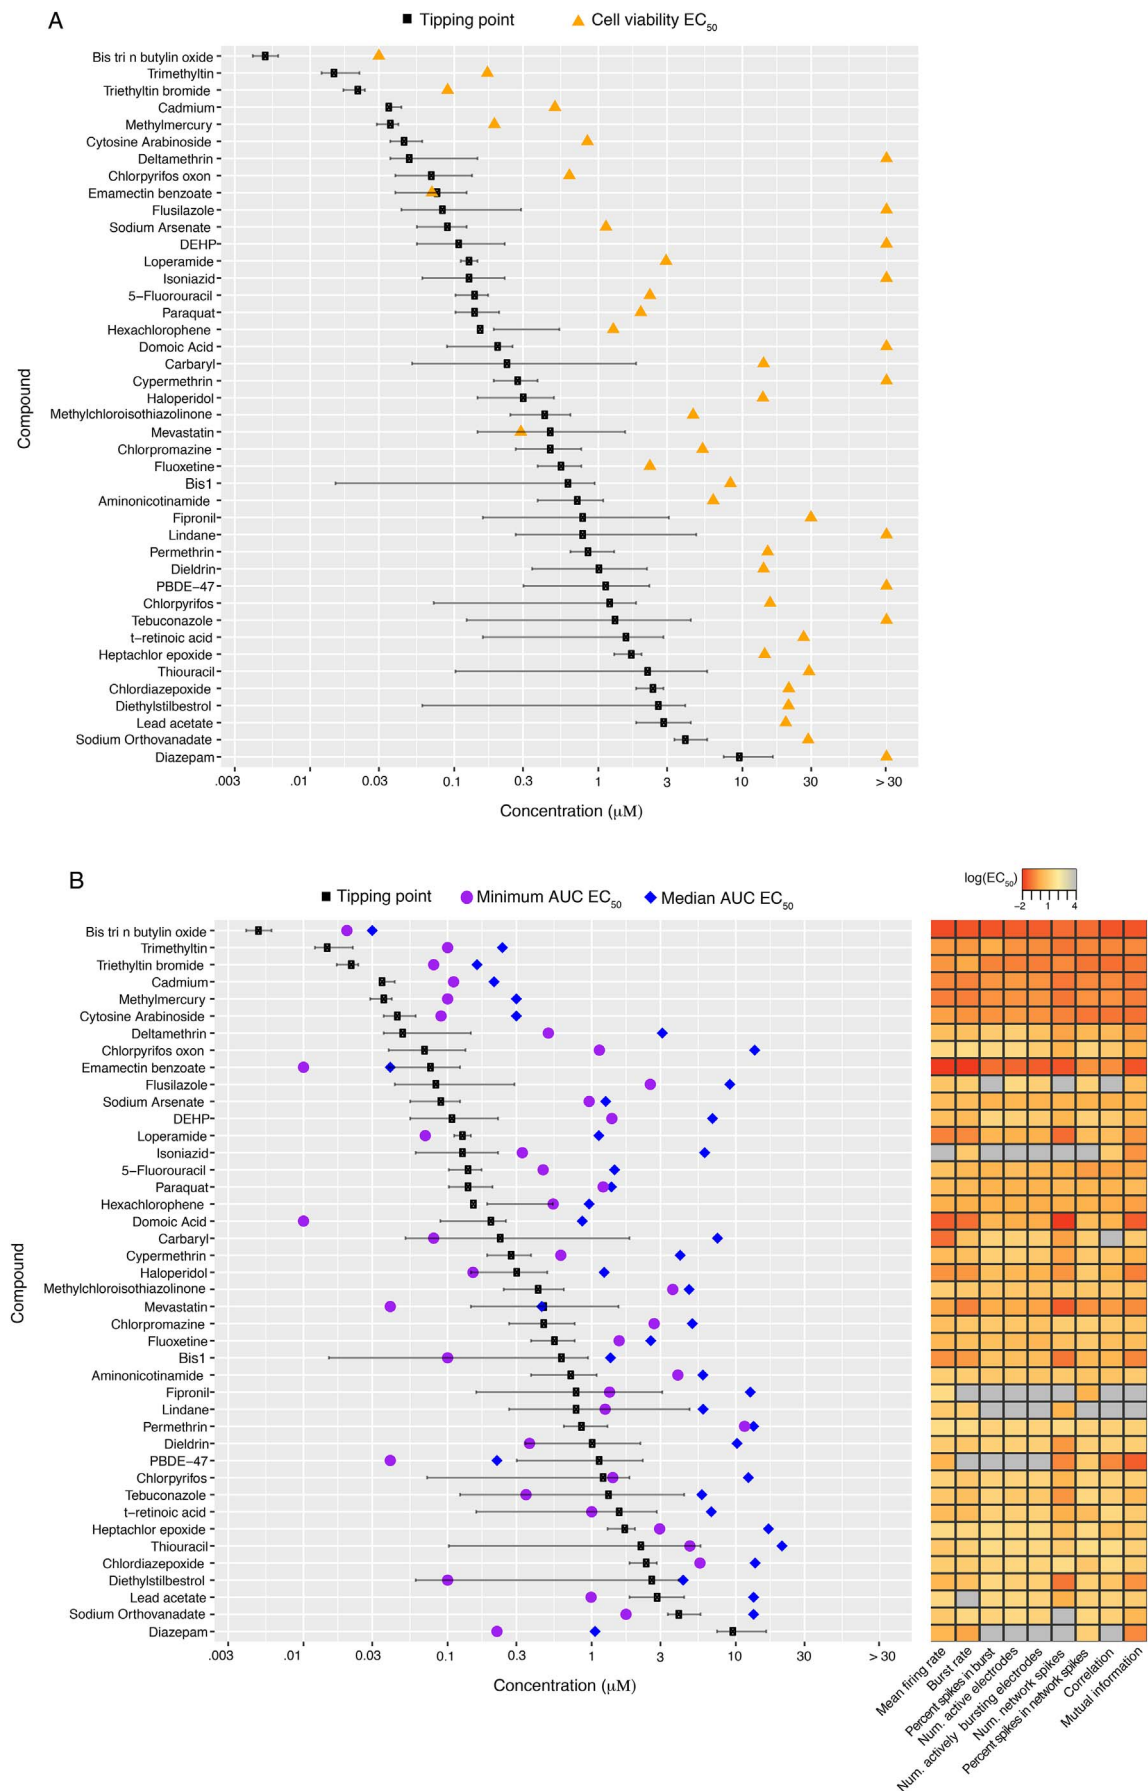 A
Tipping point Cell viability EC50
Bis tri n butylin oxide
Trimethyltin
Triethyltin bromide
Cadmium
Methylmercury
Cytosine Arabinoside
Deltamethrin
Chlorpyrifos oxon
Emamectin benzoate
Flusilazole
Sodium Arsenate
DEHP
Loperamide
Isoniazid
5−Fluorouracil
Paraquat
Hexachlorophene
Domoic Acid
Carbaryl
Cypermethrin
Haloperidol
Methylchloroisothiazolinone
Mevastatin
Chlorpromazine
Fluoxetine
Bis1
Aminonicotinamide
Fipronil
Lindane
Permethrin
Dieldrin
PBDE−47
Chlorpyrifos
Tebuconazole
t−retinoic acid
Heptachlor epoxide
Thiouracil
Chlordiazepoxide
Diethylstilbestrol
Lead acetate
Sodium Orthovanadate
Diazepam
Compound
.003 .01 0.03 0.1 0.3 1 3 10 30 > 30
Concentration (μM)
B
Tipping point Minimum AUC EC50 Median AUC EC50
log(EC50)
−2 1 4
Bis tri n butylin oxide
Trimethyltin
Triethyltin bromide
Cadmium
Methylmercury
Cytosine Arabinoside
Deltamethrin
Chlorpyrifos oxon
Emamectin benzoate
Flusilazole
Sodium Arsenate
DEHP
Loperamide
Isoniazid
5−Fluorouracil
Paraquat
Hexachlorophene
Domoic Acid
Carbaryl
Cypermethrin
Haloperidol
Methylchloroisothiazolinone
Mevastatin
Chlorpromazine
Fluoxetine
Bis1
Aminonicotinamide
Fipronil
Lindane
Permethrin
Dieldrin
PBDE−47
Chlorpyrifos
Tebuconazole
t−retinoic acid
Heptachlor epoxide
Thiouracil
Chlordiazepoxide
Diethylstilbestrol
Lead acetate
Sodium Orthovanadate
Diazepam
Compound
.003 .01 0.03 0.1 0.3 1 3 10 30 > 30
Concentration (μM)
Mean firing rate
Burst rate
Percent spikes in burst
Num. active electrodes
Num. actively bursting electrodes
Num. network spikes
Percent spikes in network spikes
Correlation
Mutual information